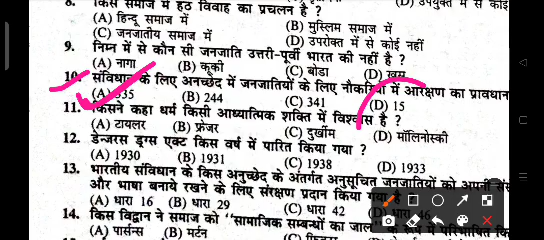 8. किस समाज में हठ विवाह का प्रचलन है ?
(A) हिन्दू समाज में (B) मुस्लिम समाज में
(C) जनजातीय समाज में (D) उपरोक्त में से कोई नहीं
9. निम्न में से कौन सी जनजाति उत्तरी-पूर्वी भारत की नहीं है ?
(A) नागा (B) कूकी (C) बोडा (D) खस
10. संविधान के लिए अनच्छेद में जनजातियों के लिए नौकरियों में आरक्षण का प्रावधान
(A) 335 (B) 244 (C) 341 (D) 15
11. किसने कहा धर्म किसी आध्यात्मिक शक्ति में विश्वास है ?
(A) टायलर (B) फ्रेजर (C) दुर्खीम (D) मॉलिनोस्की
12. डेन्जरस ड्रग्स एक्ट किस वर्ष में पारित किया गया ?
(A) 1930 (B) 1931 (C) 1938 (D) 1933
13. भारतीय संविधान के किस अनुच्छेद के अंतर्गत अनुसूचित जनजातियों को अपनी
और भाषा बनाये रखने के लिए संरक्षण प्रदान किया गया है
(A) धारा 16 (B) धारा 29 (C) धारा 42 (D) धारा 46
14. किस विद्वान ने समाज को "सामाजिक सम्बन्धों का जाल" के रूप में परिभाषित
(A) पार्सन्स (B) मर्टन